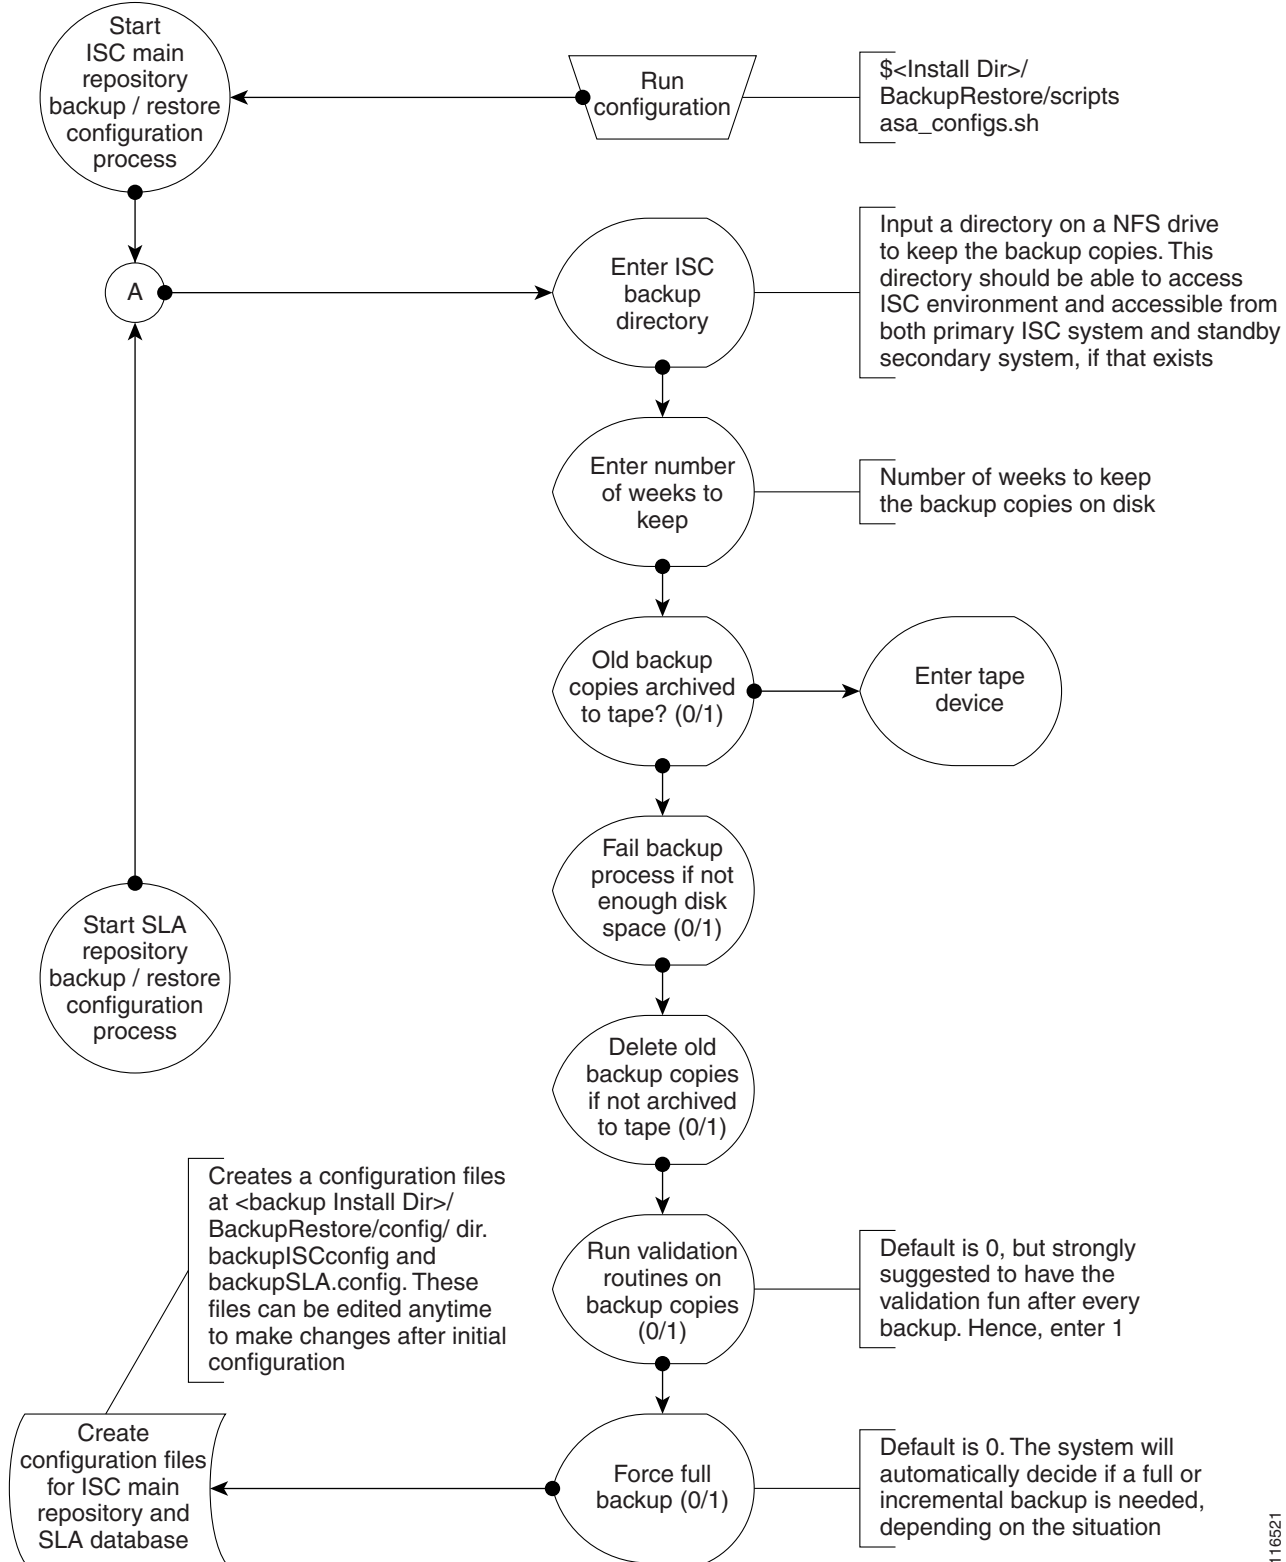 Start
ISC main
repository
backup / restore
configuration
process
Run
configuration
$<Install Dir>/
BackupRestore/scripts
asa_configs.sh
A
Enter ISC
backup
directory
Input a directory on a NFS drive
to keep the backup copies. This
directory should be able to access
ISC environment and accessible from
both primary ISC system and standby
secondary system, if that exists
Enter number
of weeks to
keep
Number of weeks to keep
the backup copies on disk
Old backup
copies archived
to tape? (0/1)
Enter tape
device
Fail backup
process if not
enough disk
space (0/1)
Start SLA
repository
backup / restore
configuration
process
Delete old
backup copies
if not archived
to tape (0/1)
Creates a configuration files
at <backup Install Dir>/
BackupRestore/config/ dir.
backupISCconfig and
backupSLA.config. These
files can be edited anytime
to make changes after initial
configuration
Run validation
routines on
backup copies
(0/1)
Default is 0, but strongly
suggested to have the
validation fun after every
backup. Hence, enter 1
Create
configuration files
for ISC main
repository and
SLA database
Force full
backup (0/1)
Default is 0. The system will
automatically decide if a full or
incremental backup is needed,
depending on the situation
116521